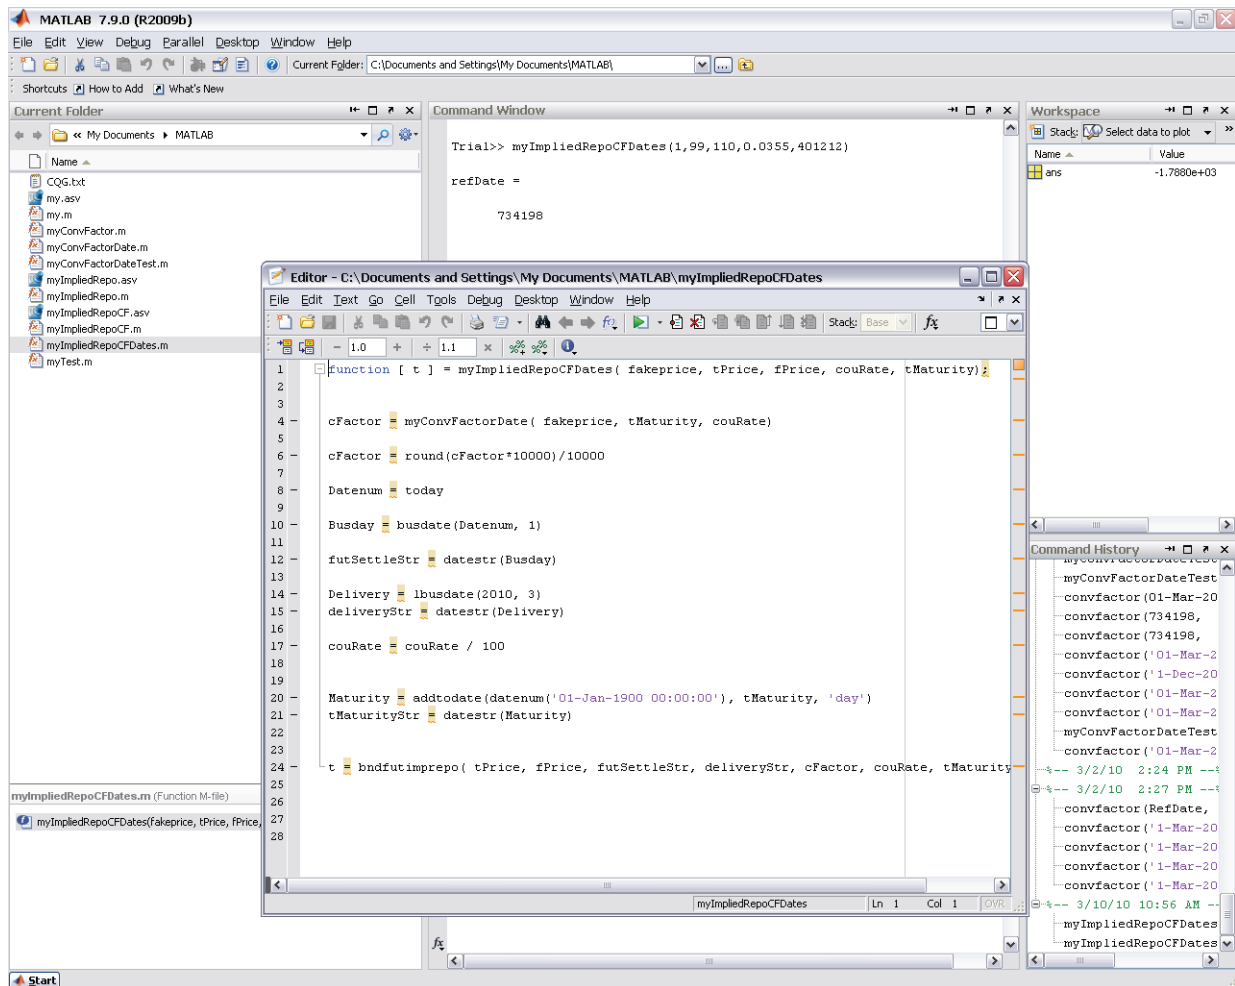 MATLAB 7.9.0 (R2009b)
File Edit View Debug Parallel Desktop Window Help
Current Folder: C:\Documents and Settings\My Documents\MATLAB\
Shortcuts How to Add What's New
Current Folder
« My Documents MATLAB
Name
CQG.txt
my.asv
my.m
myConvFactor.m
myConvFactorDate.m
myConvFactorDateTest.m
myImpliedRepo.asv
myImpliedRepo.m
myImpliedRepoCF.asv
myImpliedRepoCF.m
myImpliedRepoCFDates.m
myTest.m
myImpliedRepoCFDates.m (Function M-file)
myImpliedRepoCFDates(fakeprice, tPrice, fPrice,
Start
Command Window
Trial>> myImpliedRepoCFDates(1,99,110,0.0355,401212)
refDate =
734198
fx
Editor - C:\Documents and Settings\My Documents\MATLAB\myImpliedRepoCFDates
File Edit Text Go Cell Tools Debug Desktop Window Help
Stack: Base fx
- 1.0 + ÷ 1.1 ×
1 function [ t ] = myImpliedRepoCFDates( fakeprice, tPrice, fPrice, couRate, tMaturity);
2
3
4 - cFactor = myConvFactorDate( fakeprice, tMaturity, couRate)
5
6 - cFactor = round(cFactor*10000)/10000
7
8 - Datenum = today
9
10 - Busday = busdate(Datenum, 1)
11
12 - futSettleStr = datestr(Busday)
13
14 - Delivery = lbusdate(2010, 3)
15 - deliveryStr = datestr(Delivery)
16
17 - couRate = couRate / 100
18
19
20 - Maturity = addtodate(datenum('01-Jan-1900 00:00:00'), tMaturity, 'day')
21 - tMaturityStr = datestr(Maturity)
22
23
24 - t = bndfutimprepo( tPrice, fPrice, futSettleStr, deliveryStr, cFactor, couRate, tMaturity
25
26
27
28
myImpliedRepoCFDates Ln 1 Col 1 OVR
Workspace
Stack: Select data to plot »
Name Value
ans -1.7880e+03
Command History
myConvFactorDateTest
myConvFactorDateTest
convfactor(01-Mar-20
convfactor(734198,
convfactor(734198,
convfactor('01-Mar-2
convfactor('1-Dec-20
convfactor('01-Mar-2
convfactor('01-Mar-2
myConvFactorDateTest
convfactor('01-Mar-2
%-- 3/2/10 2:24 PM --%
%-- 3/2/10 2:27 PM --%
convfactor(RefDate,
convfactor('1-Mar-20
convfactor('1-Mar-20
convfactor('1-Mar-20
convfactor('1-Mar-20
%-- 3/10/10 10:56 AM --
myImpliedRepoCFDates
myImpliedRepoCFDates